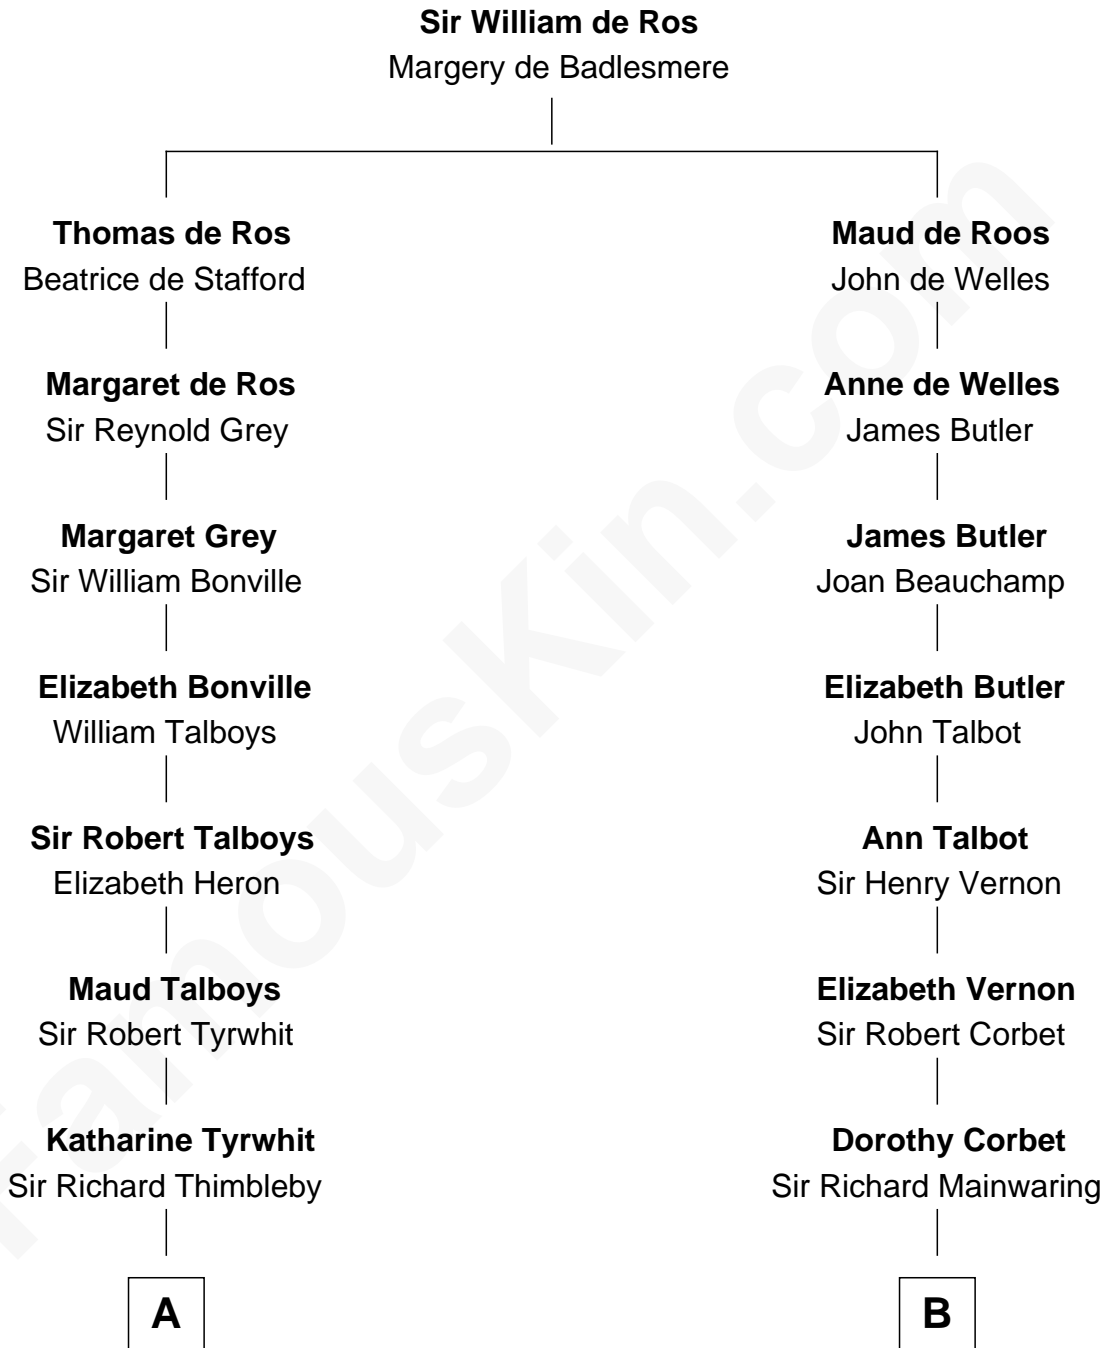 Sir William de Ros
Margery de Badlesmere
Thomas de Ros
Beatrice de Stafford
Margaret de Ros
Sir Reynold Grey
Margaret Grey
Sir William Bonville
Elizabeth Bonville
William Talboys
Sir Robert Talboys
Elizabeth Heron
Maud Talboys
Sir Robert Tyrwhit
Katharine Tyrwhit
Sir Richard Thimbleby
A
Maud de Roos
John de Welles
Anne de Welles
James Butler
James Butler
Joan Beauchamp
Elizabeth Butler
John Talbot
Ann Talbot
Sir Henry Vernon
Elizabeth Vernon
Sir Robert Corbet
Dorothy Corbet
Sir Richard Mainwaring
B
FamousKin.com